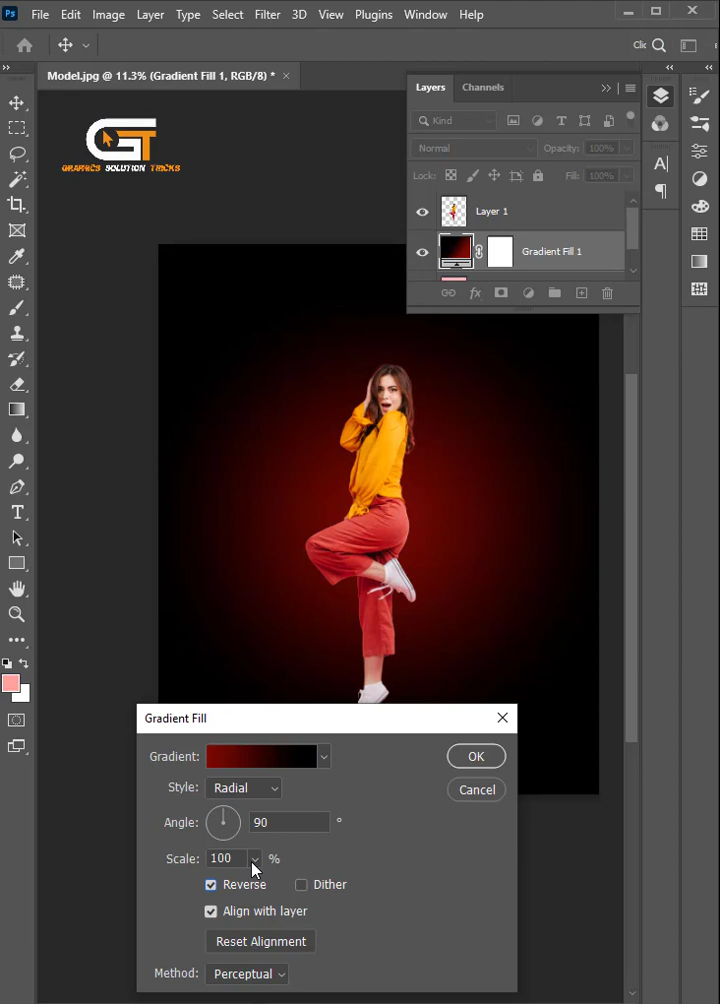 Ps File Edit Image Layer Type Select Filter 3D View Plugins Window Help
Clic
Model.jpg @ 11.3% (Gradient Fill 1, RGB/8) * ×
GT
GRAPHICS SOLUTION TRICKS
Layers Channels
Kind
Normal Opacity: 100%
Lock: Fill: 100%
Layer 1
Gradient Fill 1
Gradient Fill
Gradient: OK
Style: Radial Cancel
Angle: 90 °
Scale: 100 %
Reverse Dither
Align with layer
Reset Alignment
Method: Perceptual